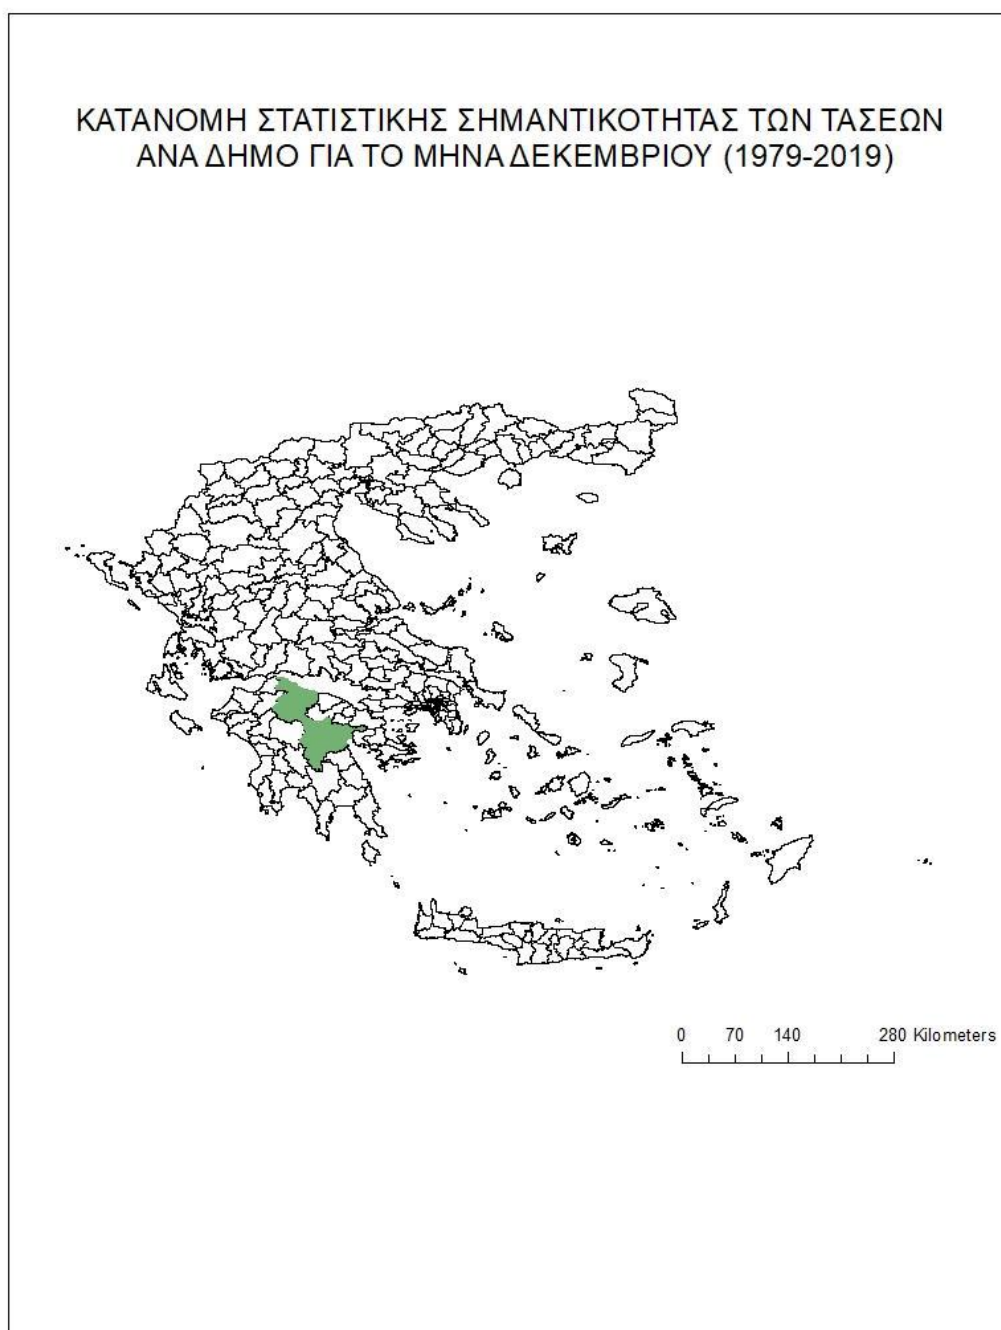 ΚΑΤΑΝΟΜΗ ΣΤΑΤΙΣΤΙΚΗΣ ΣΗΜΑΝΤΙΚΟΤΗΤΑΣ ΤΩΝ ΤΑΣΕΩΝ
ΑΝΑ ΔΗΜΟ ΓΙΑ ΤΟ ΜΗΝΑ ΔΕΚΕΜΒΡΙΟΥ (1979-2019)
0 70 140 280 Kilometers